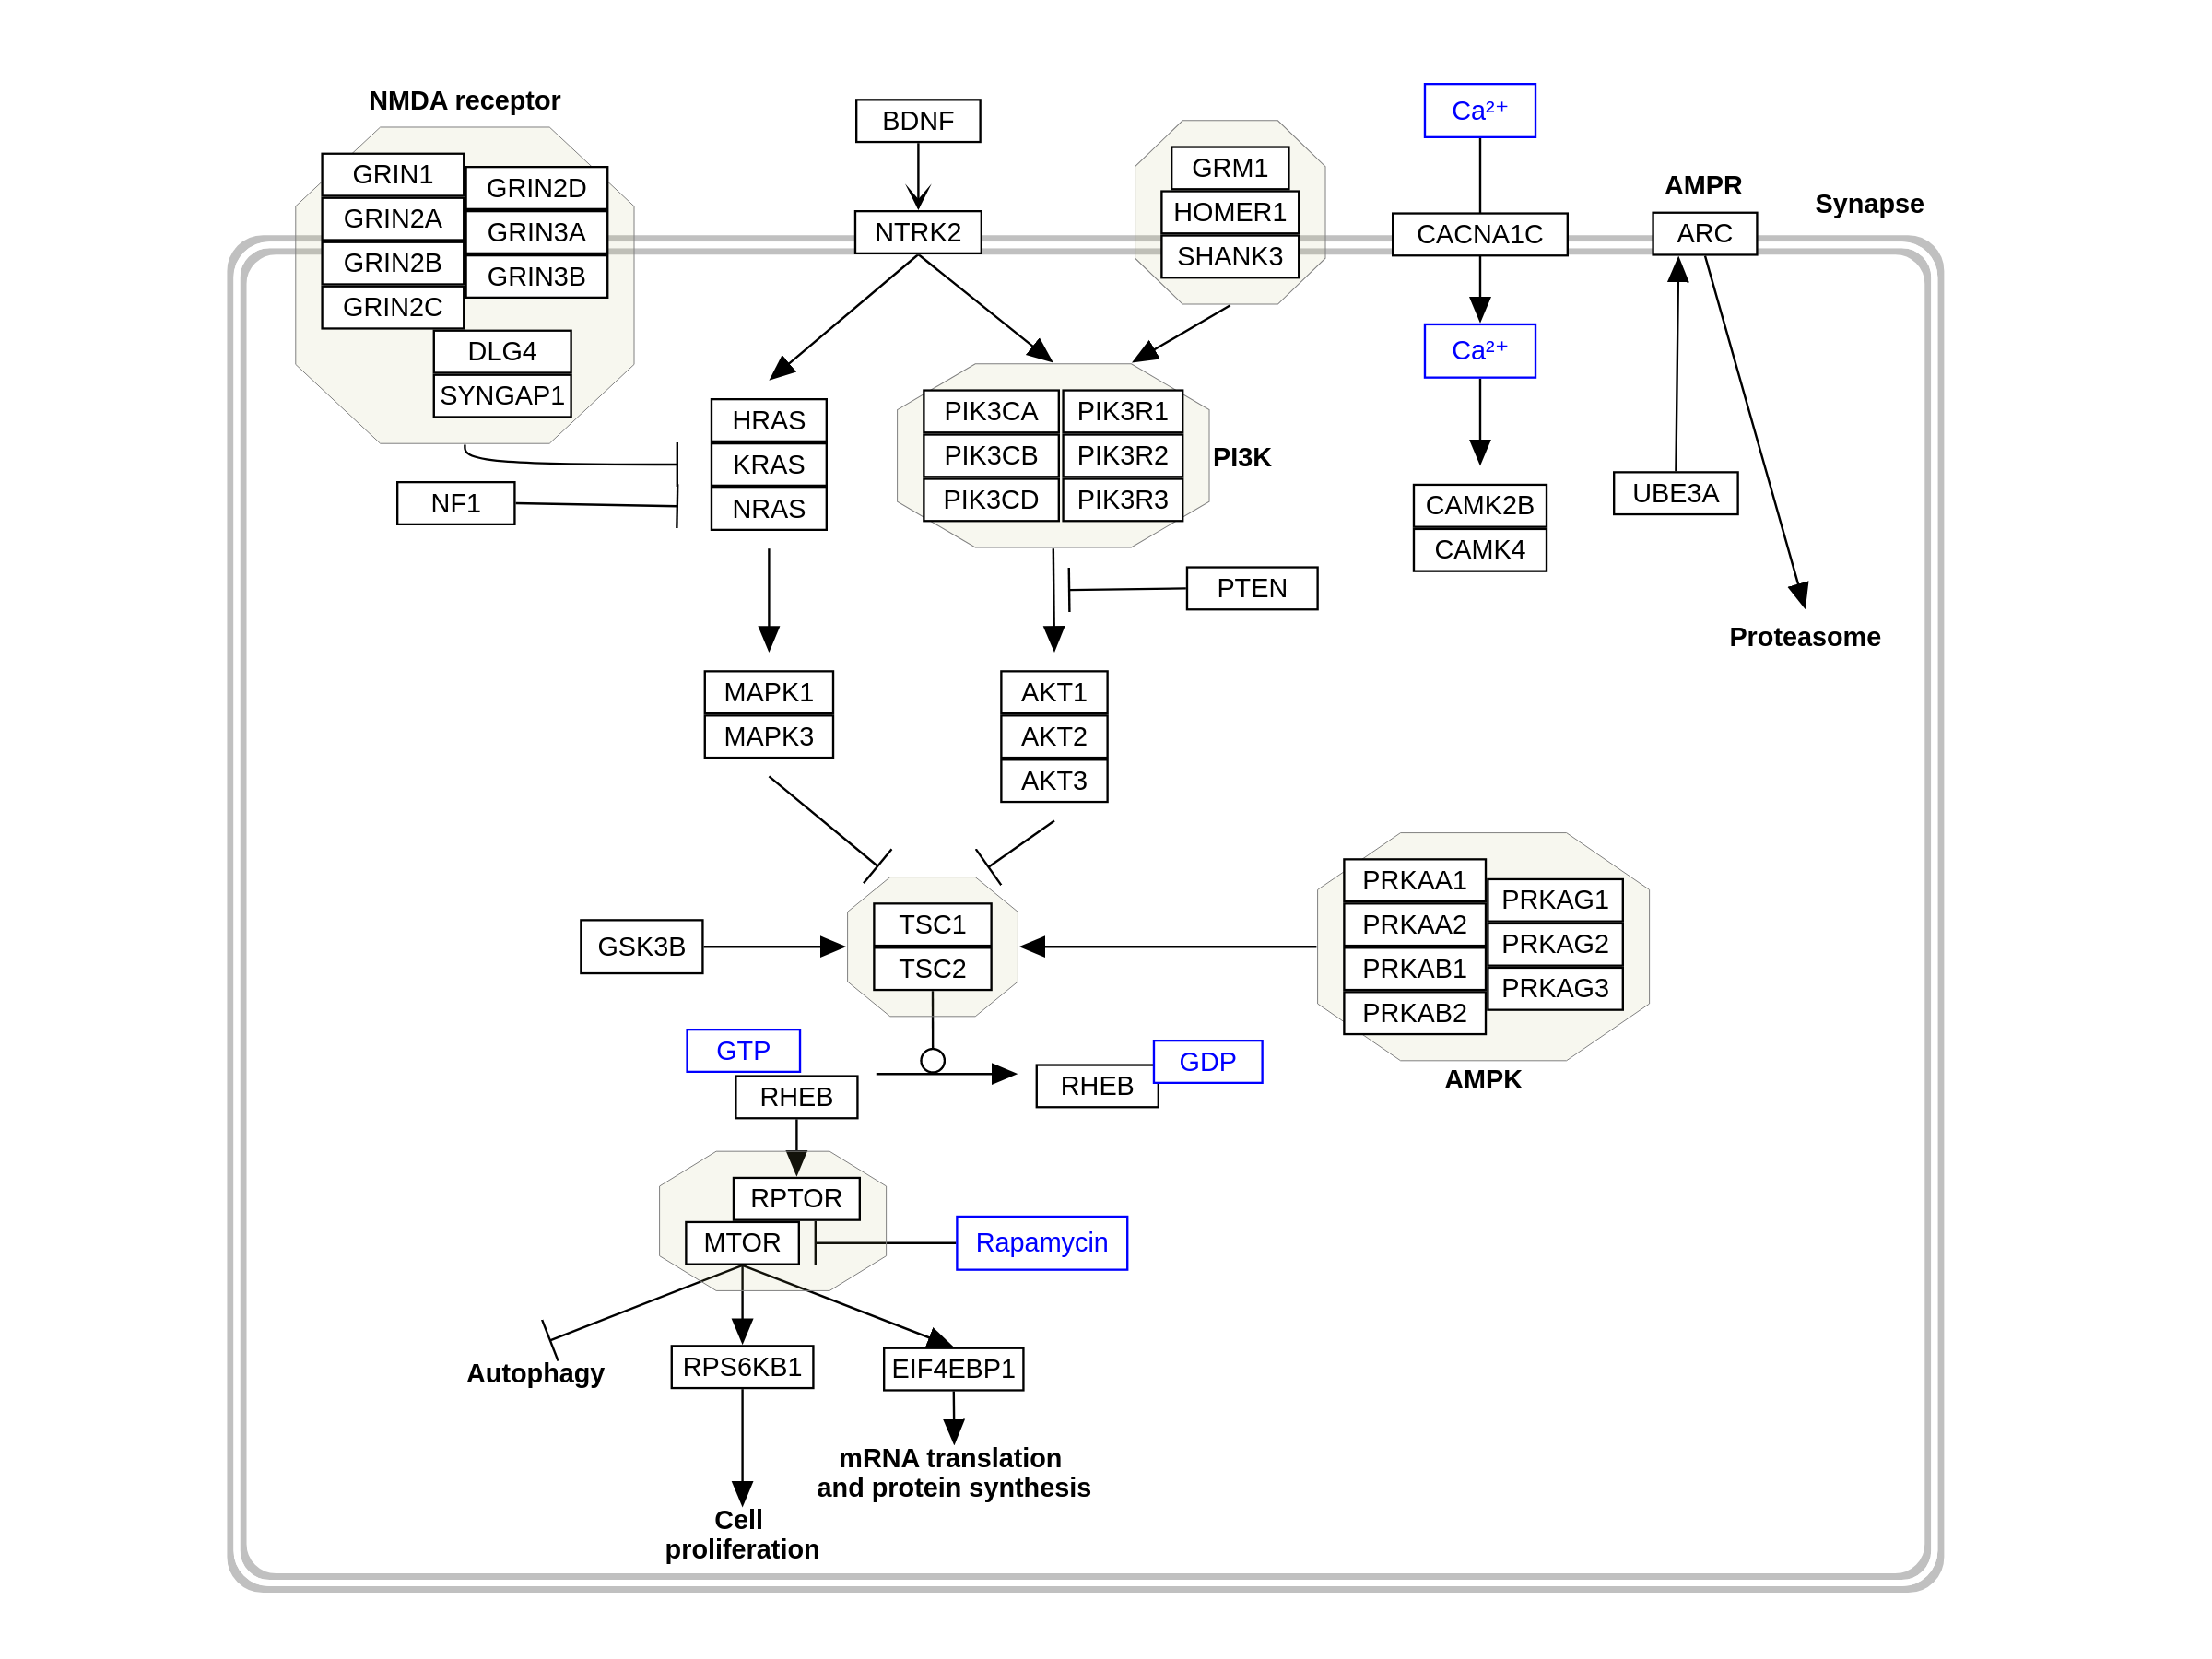 NMDA receptor
GRIN1
GRIN2A
GRIN2B
GRIN2C
GRIN2D
GRIN3A
GRIN3B
DLG4
SYNGAP1
NF1
BDNF
NTRK2
GRM1
HOMER1
SHANK3
Ca²⁺
CACNA1C
Ca²⁺
CAMK2B
CAMK4
AMPR
ARC
Synapse
UBE3A
Proteasome
HRAS
KRAS
NRAS
PIK3CA
PIK3CB
PIK3CD
PIK3R1
PIK3R2
PIK3R3
PI3K
PTEN
MAPK1
MAPK3
AKT1
AKT2
AKT3
GSK3B
TSC1
TSC2
PRKAA1
PRKAA2
PRKAB1
PRKAB2
PRKAG1
PRKAG2
PRKAG3
AMPK
GTP
RHEB
RHEB
GDP
RPTOR
MTOR
Rapamycin
Autophagy
RPS6KB1
EIF4EBP1
mRNA translation
and protein synthesis
Cell
proliferation